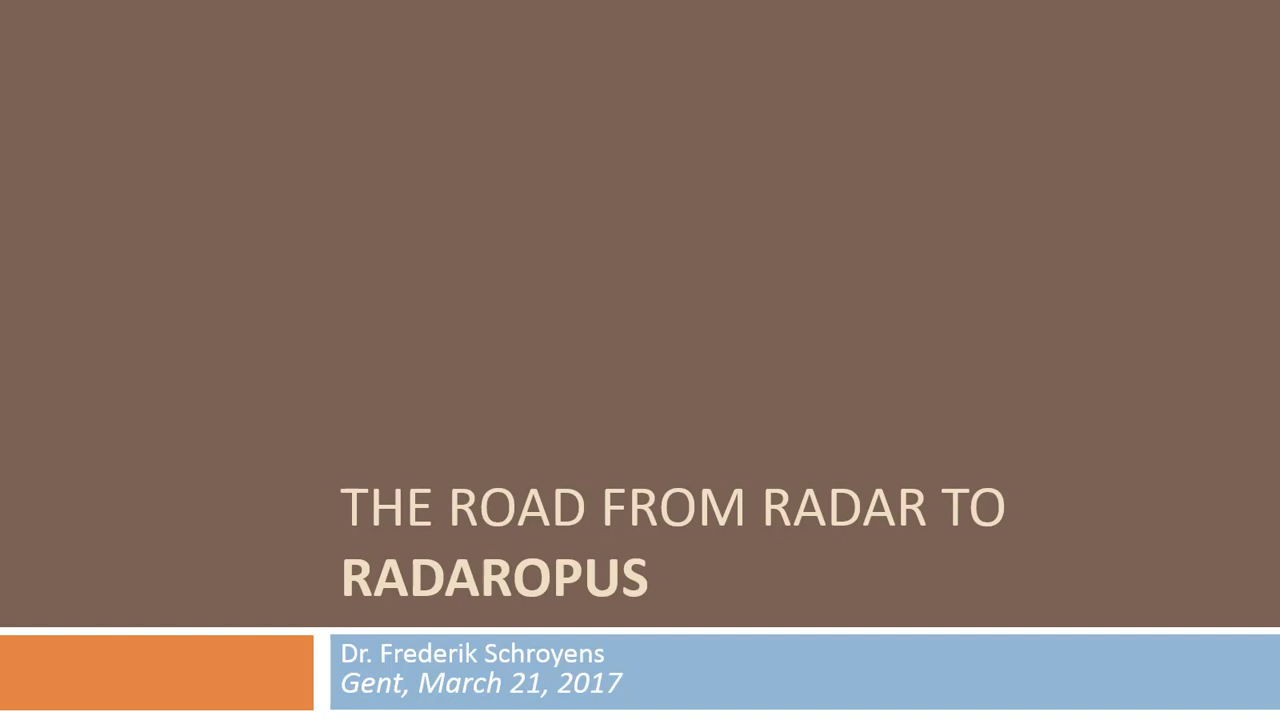 THE ROAD FROM RADAR TO
RADAROPUS
Dr. Frederik Schroyens
Gent, March 21, 2017